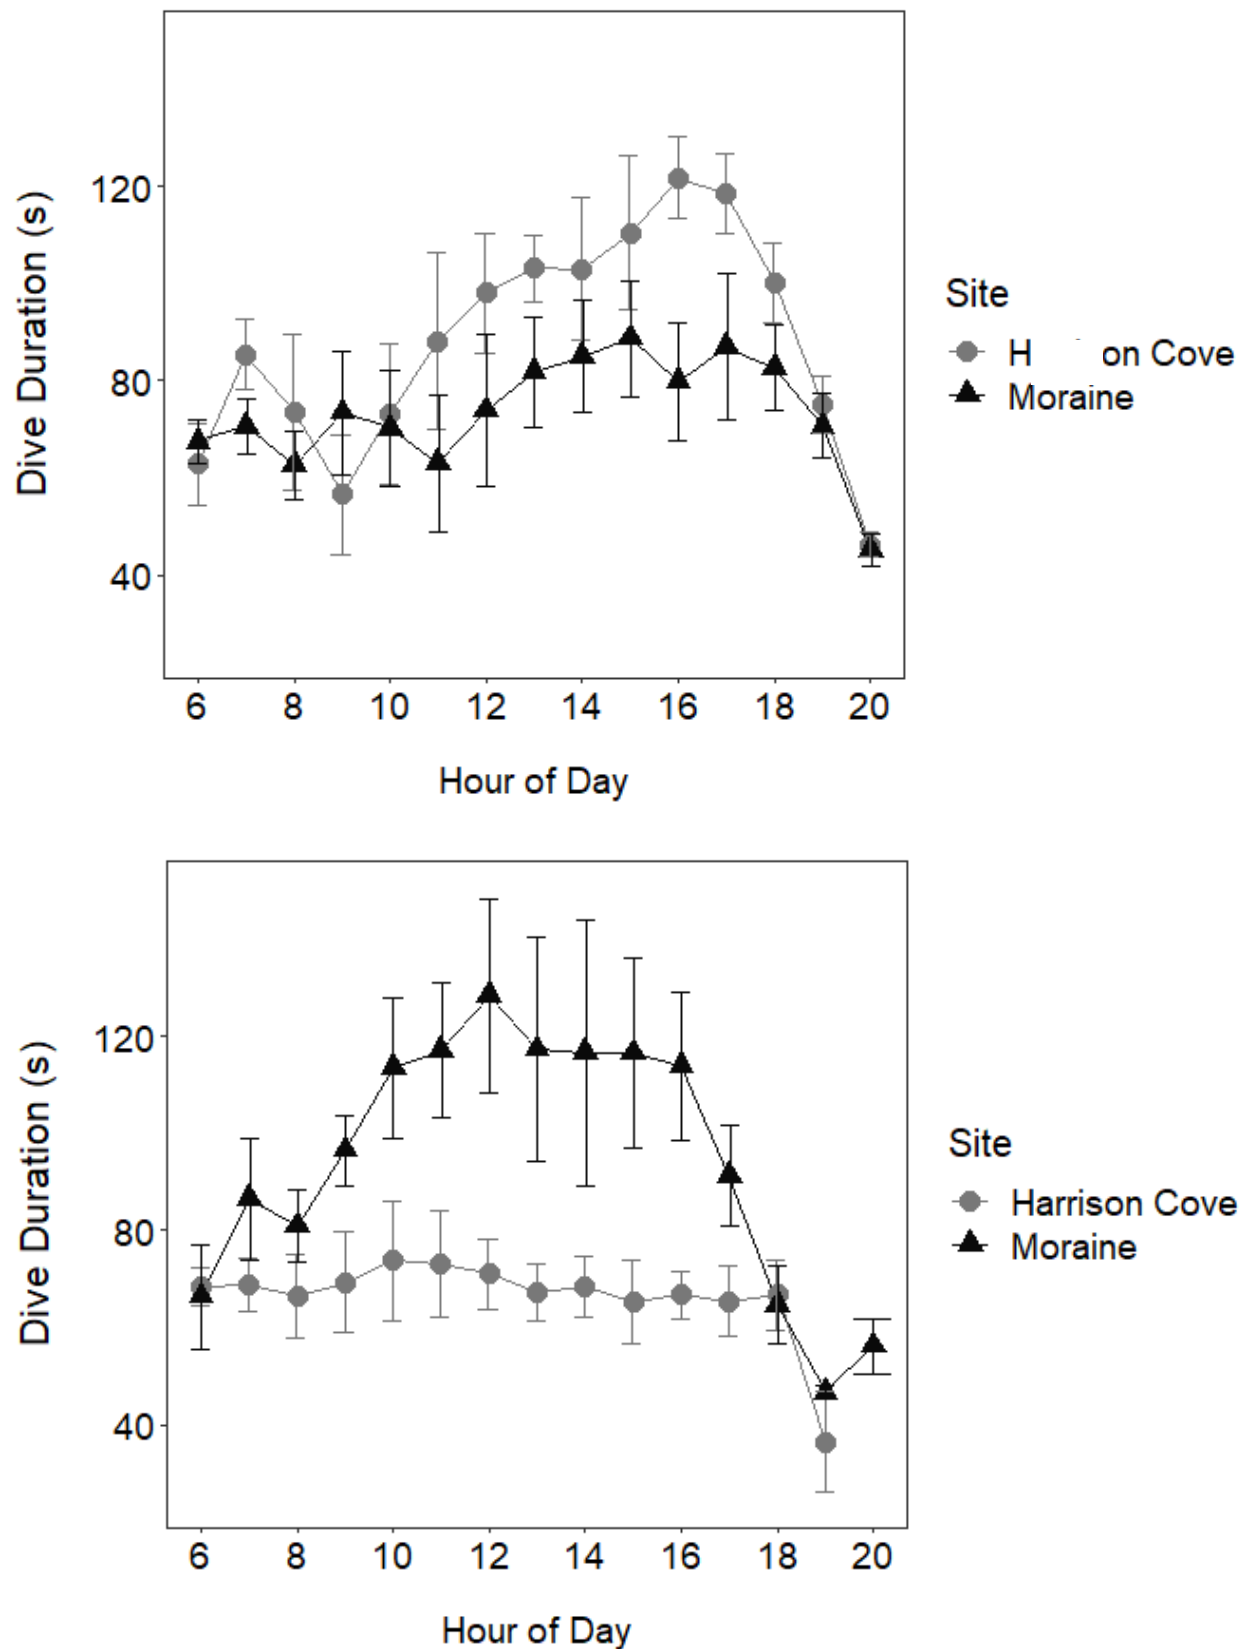 Dive Duration (s)
120
80
40
6 8 10 12 14 16 18 20
Hour of Day
Site
H on Cove
Moraine
Dive Duration (s)
120
80
40
6 8 10 12 14 16 18 20
Hour of Day
Site
Harrison Cove
Moraine